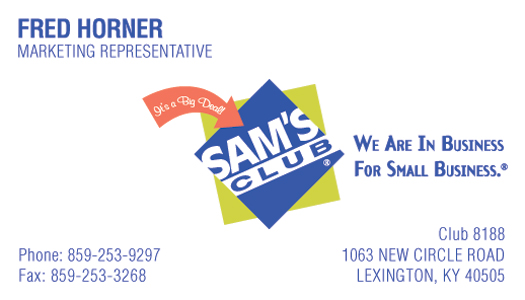 FRED HORNER
MARKETING REPRESENTATIVE
It's a Big Deal!
SAM'S
CLUB®
WE ARE IN BUSINESS
FOR SMALL BUSINESS.®
Phone: 859-253-9297
Fax: 859-253-3268
Club 8188
1063 NEW CIRCLE ROAD
LEXINGTON, KY 40505